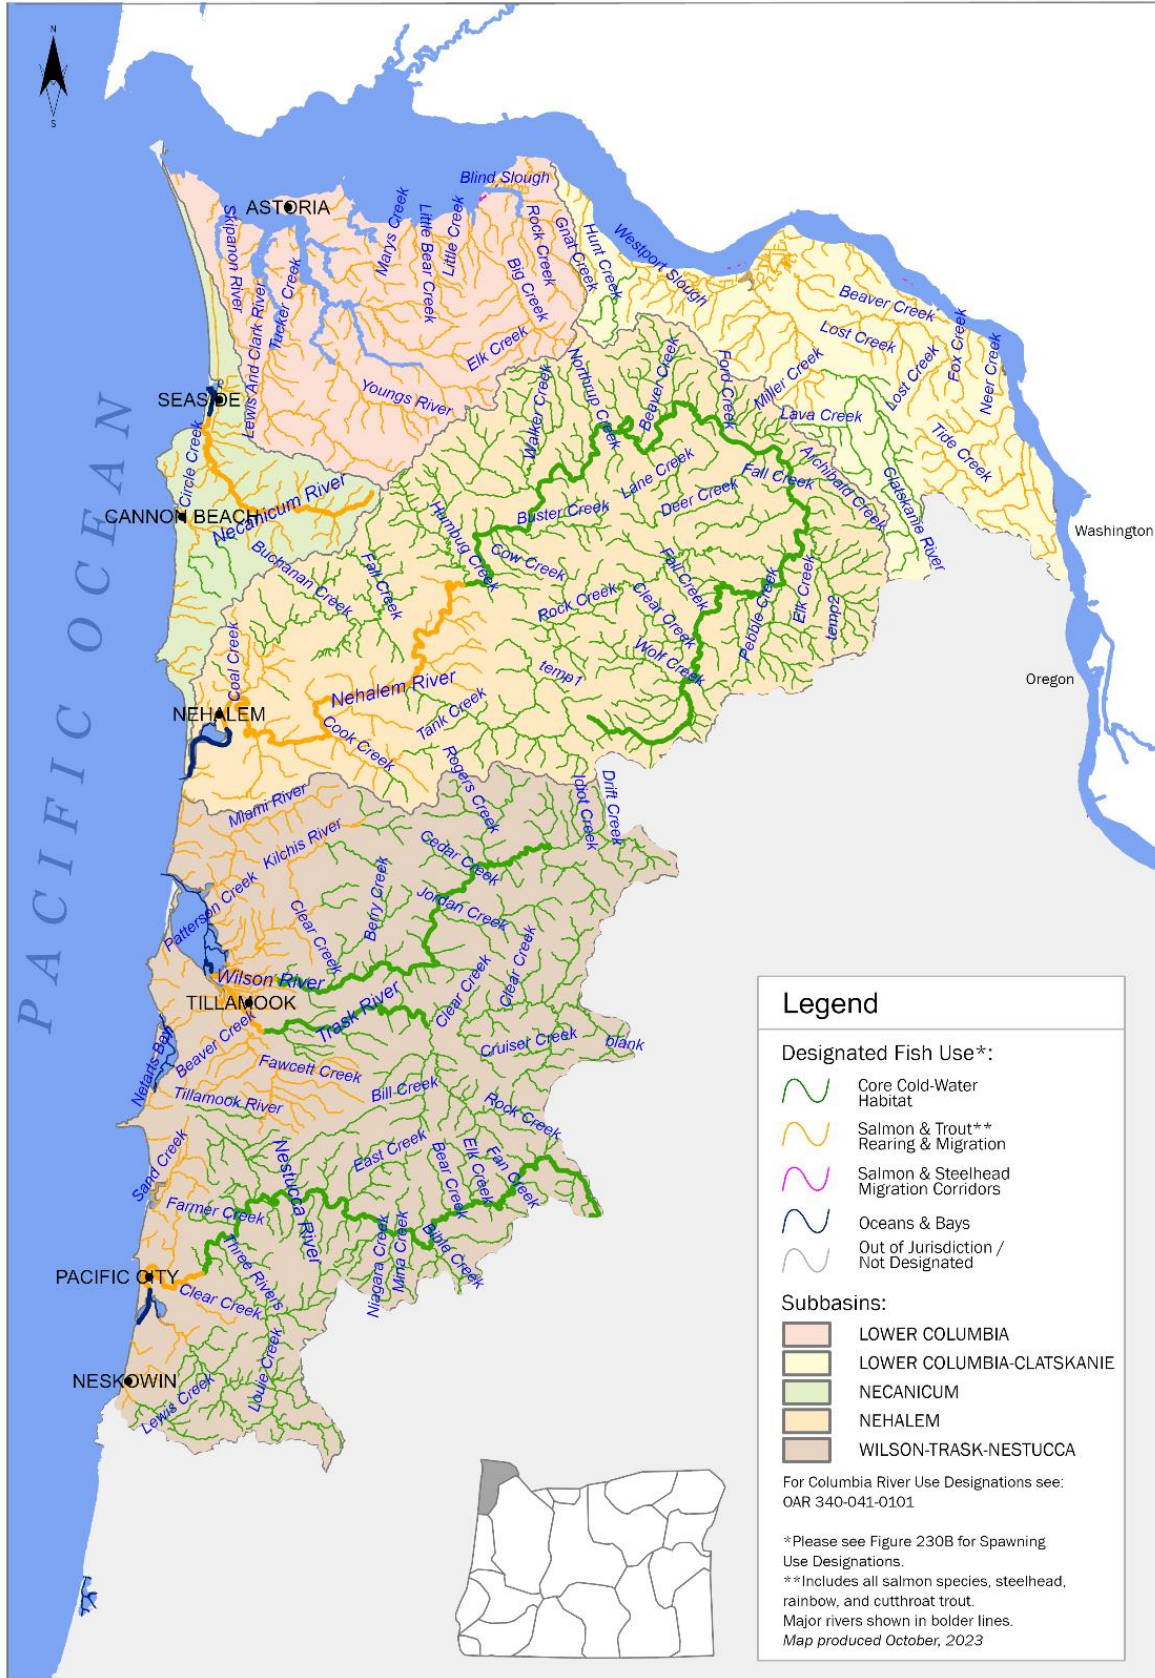 N
S
Blind Slough
ASTORIA
Skipanon River
Lewis And Clark River
Tucker Creek
Marys Creek
Little Bear Creek
Little Creek
Rock Creek
Big Creek
Gnat Creek
Hunt Creek
Westport Slough
Elk Creek
Youngs River
Beaver Creek
Lost Creek
Fox Creek
Neer Creek
Lost Creek
Miller Creek
Lava Creek
Tide Creek
Clatskanie River
SEASIDE
Circle Creek
CANNON BEACH
Necanicum River
Walker Creek
Northrup Creek
Beaver Creek
Ford Creek
Archibald Creek
Fall Creek
Lane Creek
Deer Creek
Buster Creek
Humbug Creek
Cow Creek
Buchanan Creek
Fall Creek
Rock Creek
Fall Creek
Clear Creek
Wolf Creek
Pebble Creek
Elk Creek
temp2
temp1
Washington
Oregon
PACIFIC OCEAN
Coal Creek
NEHALEM
Nehalem River
Tank Creek
Cook Creek
Rogers Creek
Idiot Creek
Drift Creek
Miami River
Kilchis River
Cedar Creek
Patterson Creek
Clear Creek
Berry Creek
Jordan Creek
Wilson River
TILLAMOOK
Trask River
Clear Creek
Clear Creek
Netarts Bay
Beaver Creek
Fawcett Creek
Cruiser Creek
blank
Tillamook River
Bill Creek
Rock Creek
Sand Creek
East Creek
Elk Creek
Fan Creek
Bear Creek
Nestucca River
Farmer Creek
Three Rivers
Niagara Creek
Mina Creek
Bible Creek
PACIFIC CITY
Clear Creek
NESKOWIN
Lewis Creek
Louie Creek
Legend
Designated Fish Use*:
Core Cold-Water
Habitat
Salmon & Trout**
Rearing & Migration
Salmon & Steelhead
Migration Corridors
Oceans & Bays
Out of Jurisdiction /
Not Designated
Subbasins:
LOWER COLUMBIA
LOWER COLUMBIA-CLATSKANIE
NECANICUM
NEHALEM
WILSON-TRASK-NESTUCCA
For Columbia River Use Designations see:
OAR 340-041-0101
*Please see Figure 230B for Spawning
Use Designations.
**Includes all salmon species, steelhead,
rainbow, and cutthroat trout.
Major rivers shown in bolder lines.
Map produced October, 2023